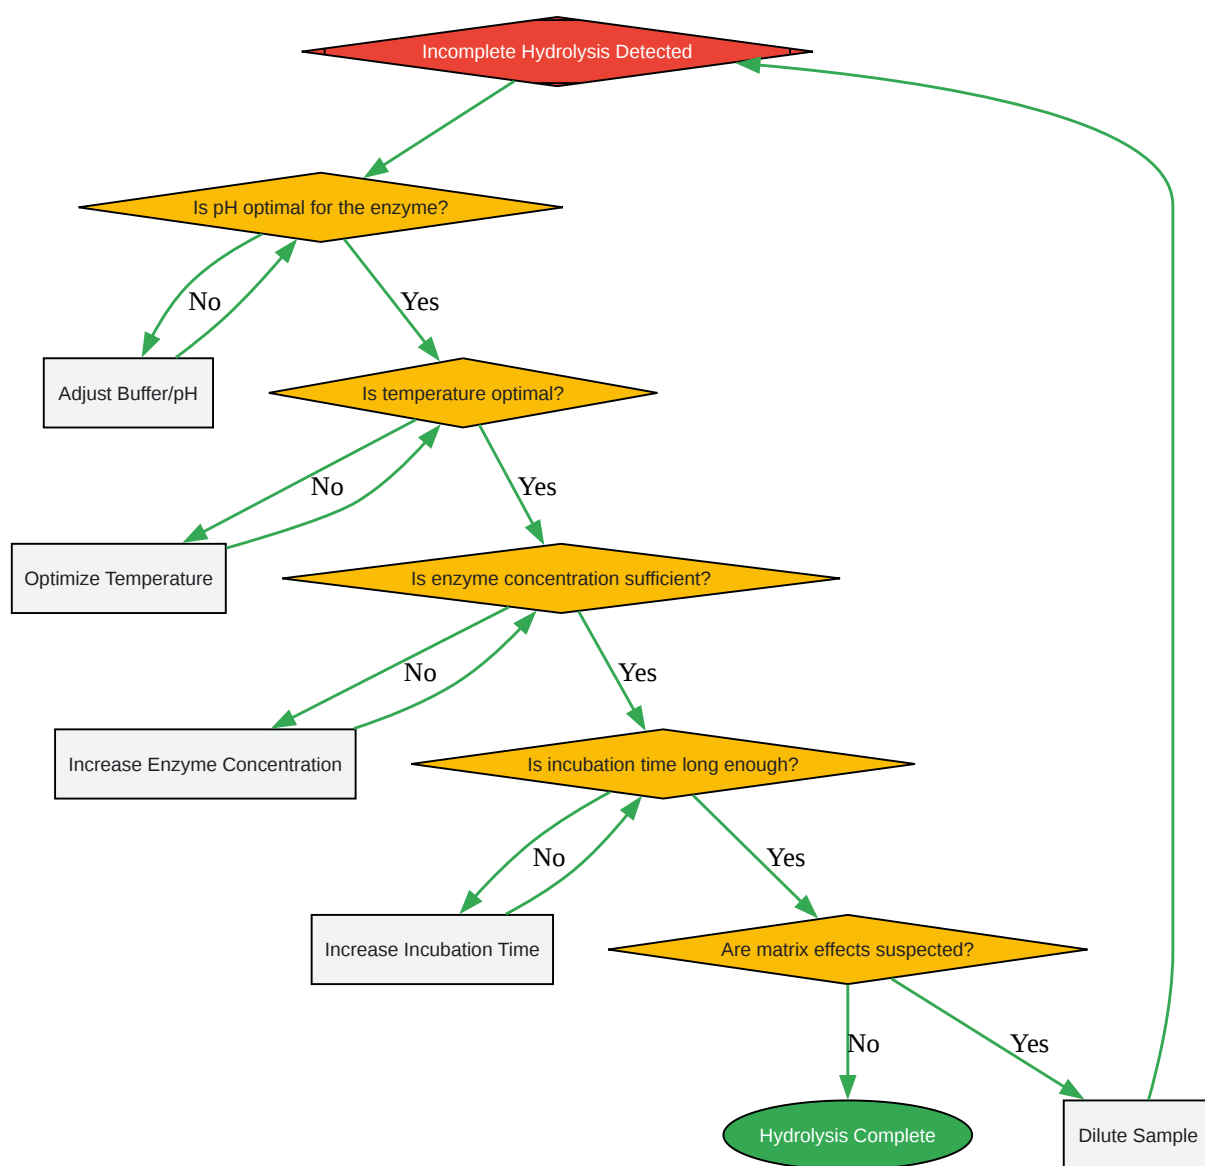 Incomplete Hydrolysis Detected
Is pH optimal for the enzyme?
No
Yes
Adjust Buffer/pH
Is temperature optimal?
No
Yes
Optimize Temperature
Is enzyme concentration sufficient?
No
Yes
Increase Enzyme Concentration
Is incubation time long enough?
No
Yes
Increase Incubation Time
Are matrix effects suspected?
No
Yes
Hydrolysis Complete
Dilute Sample